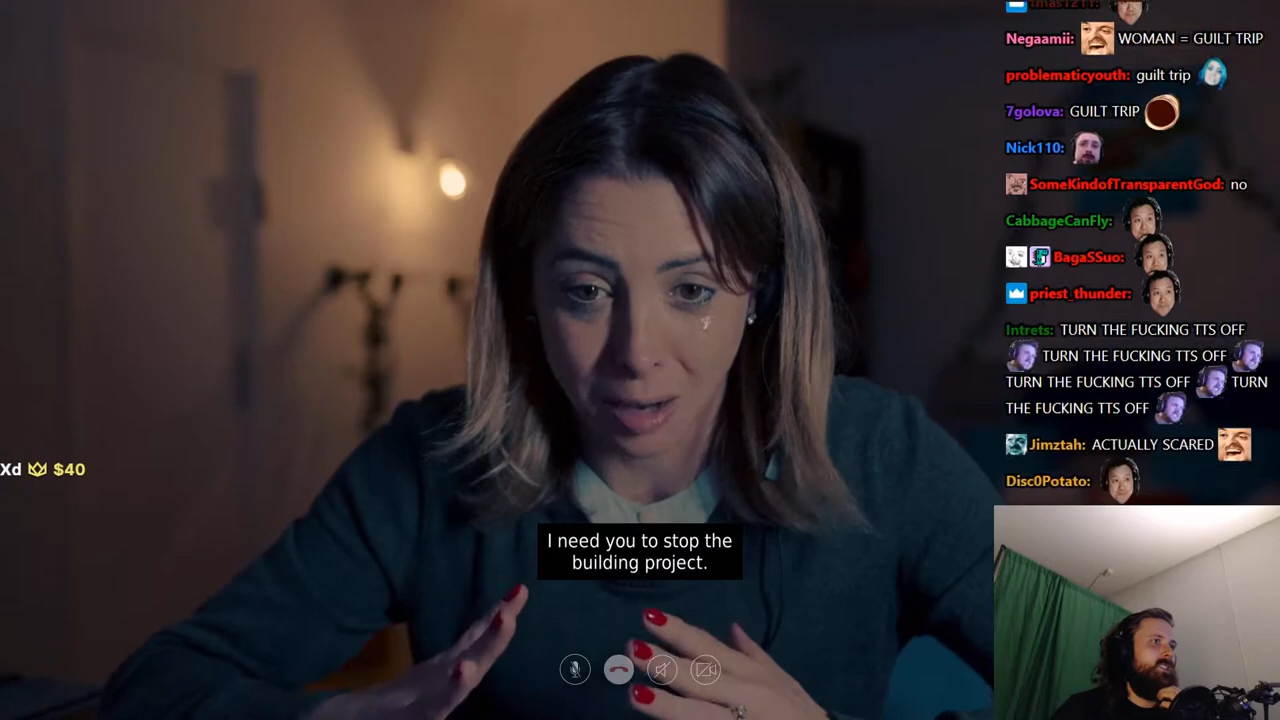 tmas1211:
Negaamii: WOMAN = GUILT TRIP
problematicyouth: guilt trip
7golova: GUILT TRIP
Nick110:
SomeKindofTransparentGod: no
CabbageCanFly:
BagaSSuo:
priest_thunder:
Intrets: TURN THE FUCKING TTS OFF
TURN THE FUCKING TTS OFF
TURN THE FUCKING TTS OFF TURN
THE FUCKING TTS OFF
Jimztah: ACTUALLY SCARED
Disc0Potato:
Xd $40
I need you to stop the
building project.